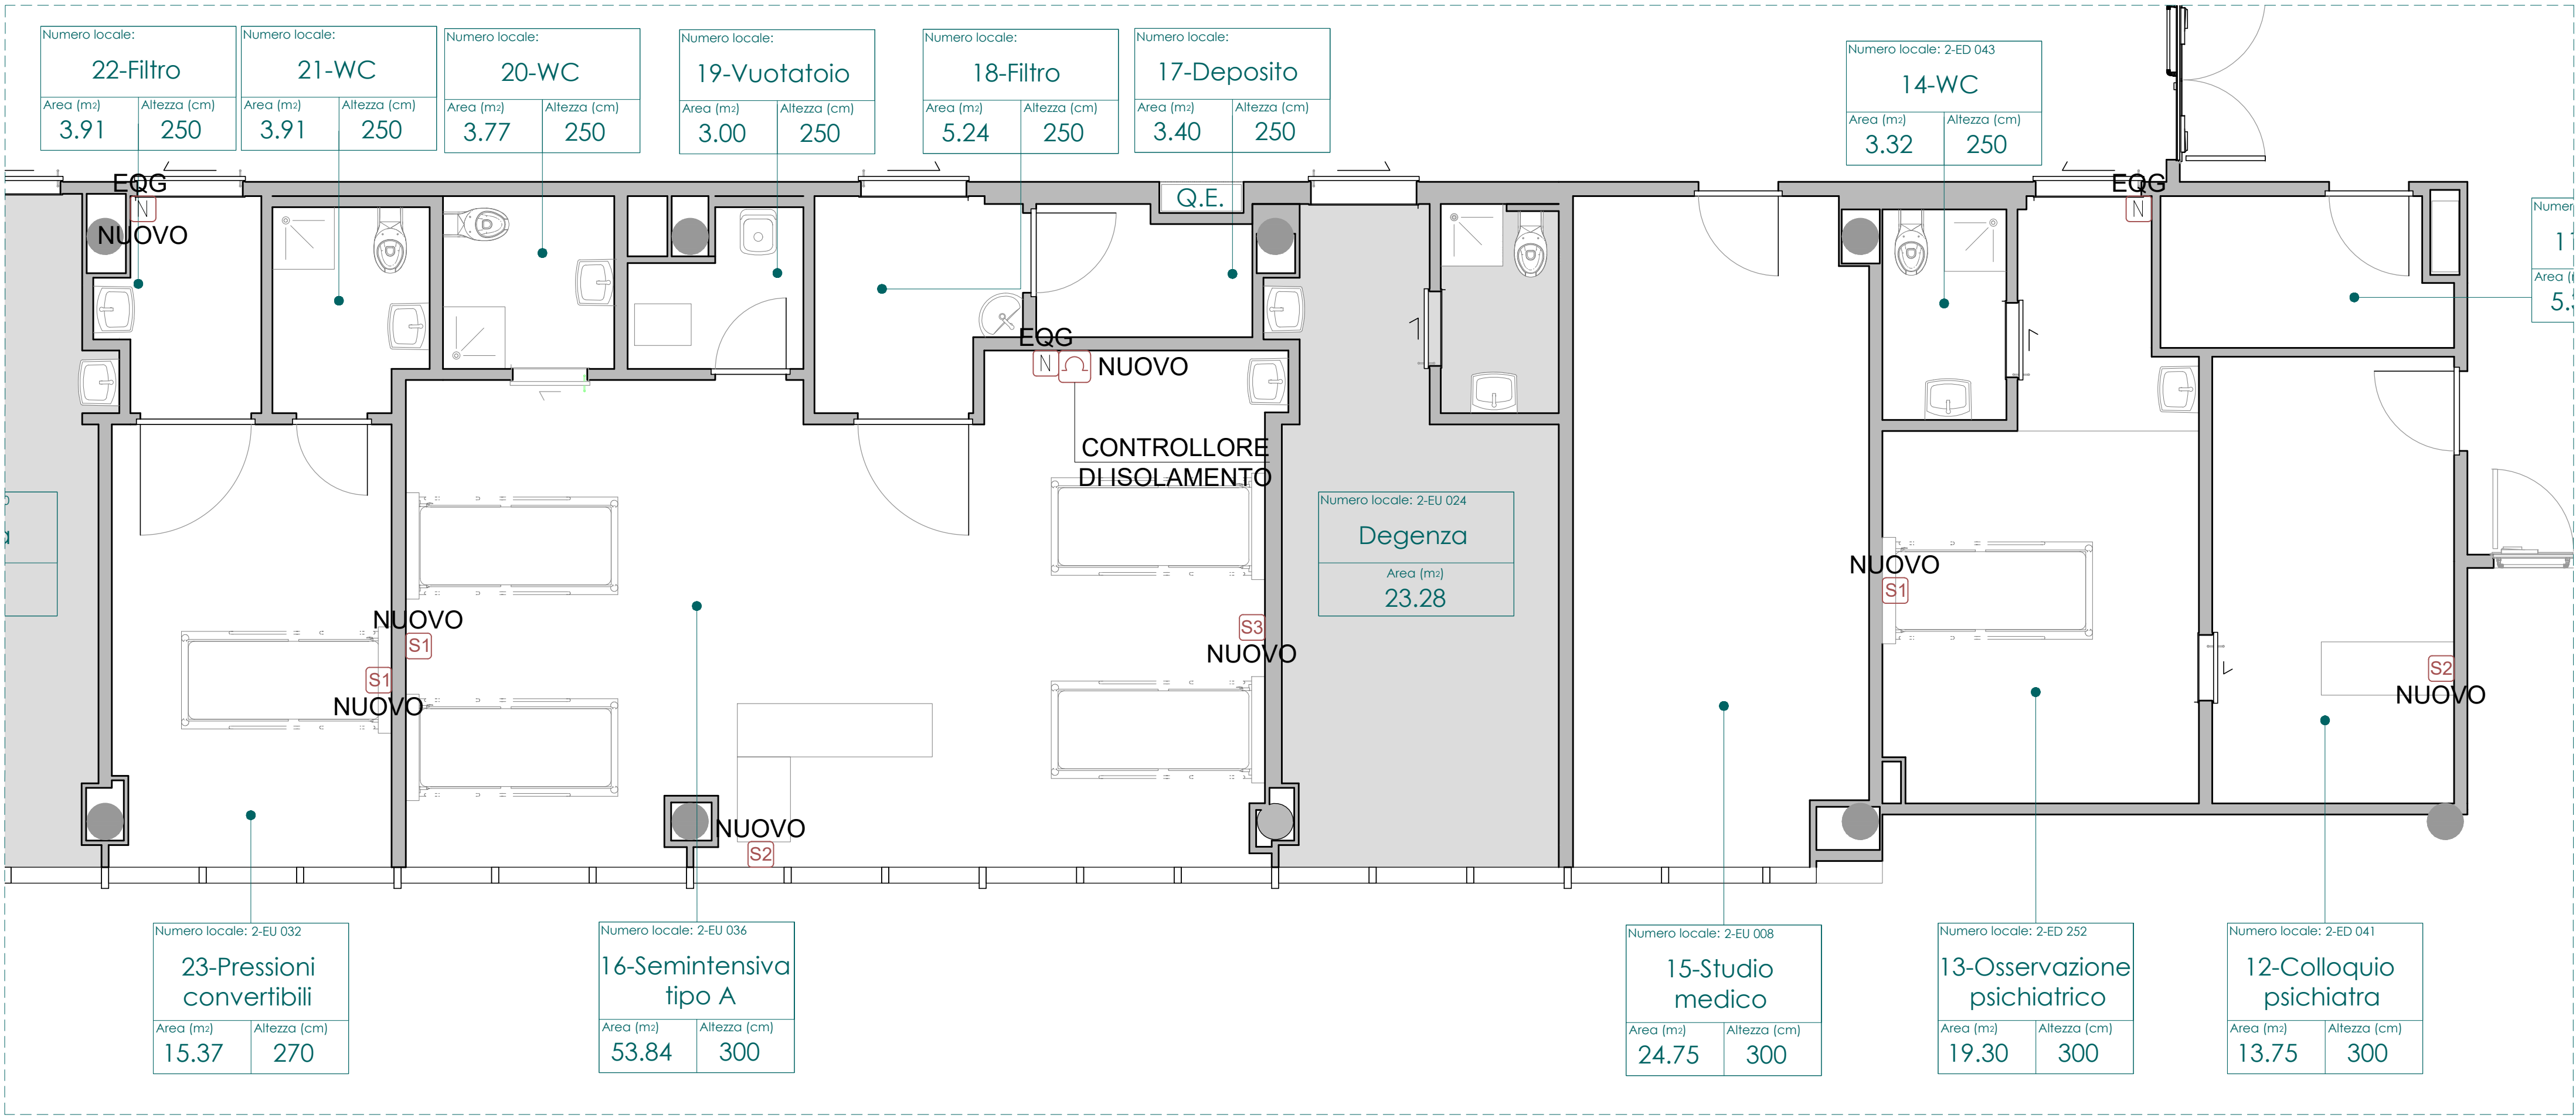 Numero locale:
22-Filtro
Area (m2) Altezza (cm)
3.91 250
Numero locale:
21-WC
Area (m2) Altezza (cm)
3.91 250
Numero locale:
20-WC
Area (m2) Altezza (cm)
3.77 250
Numero locale:
19-Vuotatoio
Area (m2) Altezza (cm)
3.00 250
Numero locale:
18-Filtro
Area (m2) Altezza (cm)
5.24 250
Numero locale:
17-Deposito
Area (m2) Altezza (cm)
3.40 250
Numero locale: 2-ED 043
14-WC
Area (m2) Altezza (cm)
3.32 250
EQG
N
NUOVO
Q.E.
EQG
N
EQG
N
NUOVO
CONTROLLORE
DI ISOLAMENTO
Numero locale: 2-EU 024
Degenza
Area (m2)
23.28
NUOVO
S1
S1
NUOVO
S3
NUOVO
NUOVO
S1
S2
NUOVO
NUOVO
S2
Numero locale: 2-EU 032
23-Pressioni
convertibili
Area (m2) Altezza (cm)
15.37 270
Numero locale: 2-EU 036
16-Semintensiva
tipo A
Area (m2) Altezza (cm)
53.84 300
Numero locale: 2-EU 008
15-Studio
medico
Area (m2) Altezza (cm)
24.75 300
Numero locale: 2-ED 252
13-Osservazione
psichiatrico
Area (m2) Altezza (cm)
19.30 300
Numero locale: 2-ED 041
12-Colloquio
psichiatra
Area (m2) Altezza (cm)
13.75 300